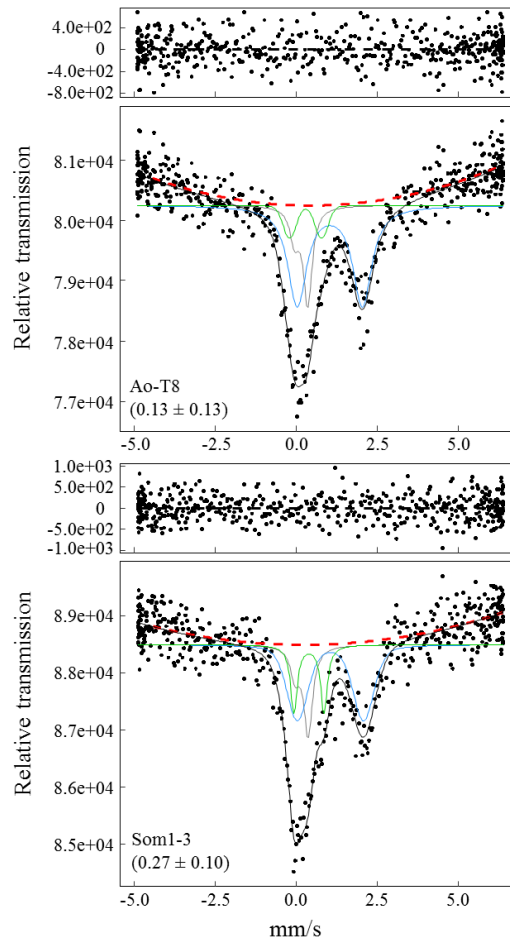 4.0e+02
0
-4.0e+02
-8.0e+02
Relative transmission
8.1e+04
8.0e+04
7.9e+04
7.8e+04
7.7e+04
Ao-T8
(0.13 ± 0.13)
-5.0 -2.5 0.0 2.5 5.0
1.0e+03
5.0e+02
0
-5.0e+02
-1.0e+03
Relative transmission
8.9e+04
8.8e+04
8.7e+04
8.6e+04
8.5e+04
Som1-3
(0.27 ± 0.10)
-5.0 -2.5 0.0 2.5 5.0
mm/s